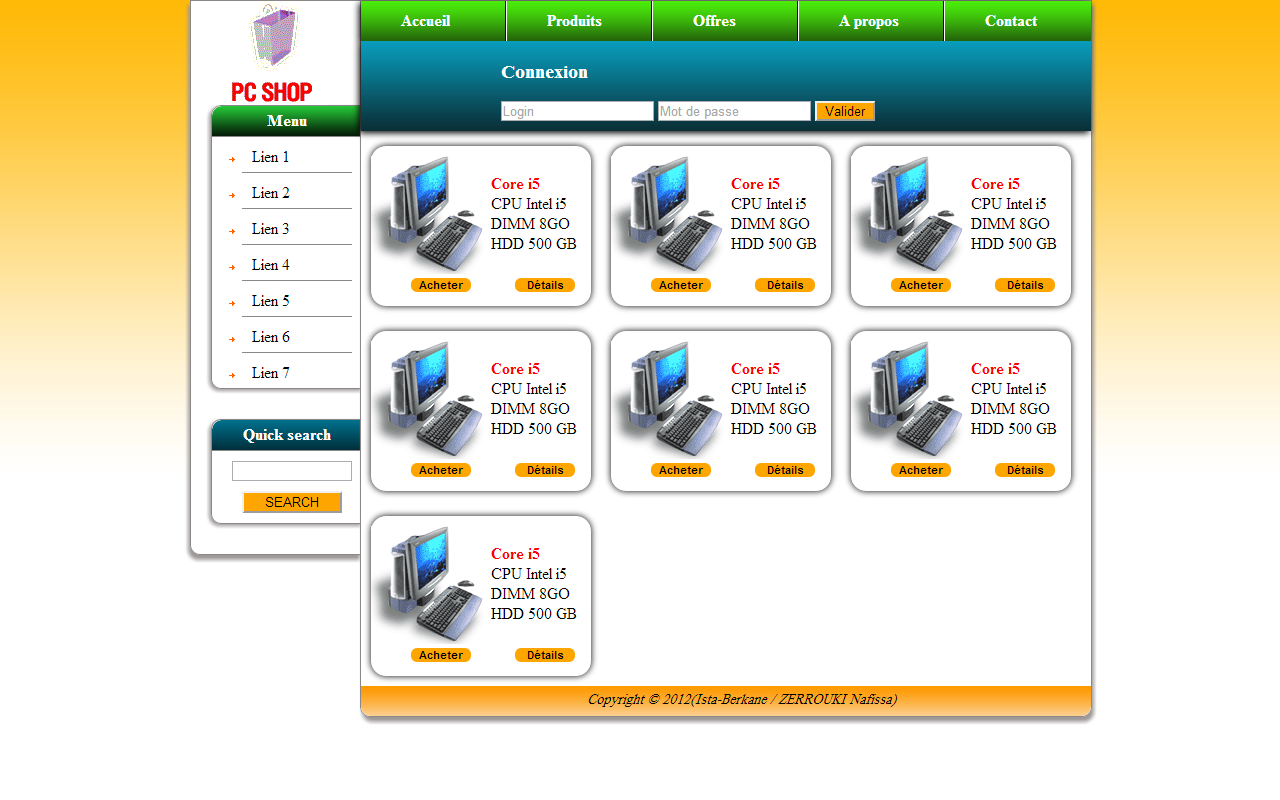 PC SHOP
Menu
Lien 1
Lien 2
Lien 3
Lien 4
Lien 5
Lien 6
Lien 7
Quick search
SEARCH
Accueil Produits Offres A propos Contact
Connexion
Login Mot de passe Valider
Core i5
CPU Intel i5
DIMM 8GO
HDD 500 GB
Acheter Détails
Core i5
CPU Intel i5
DIMM 8GO
HDD 500 GB
Acheter Détails
Core i5
CPU Intel i5
DIMM 8GO
HDD 500 GB
Acheter Détails
Core i5
CPU Intel i5
DIMM 8GO
HDD 500 GB
Acheter Détails
Core i5
CPU Intel i5
DIMM 8GO
HDD 500 GB
Acheter Détails
Core i5
CPU Intel i5
DIMM 8GO
HDD 500 GB
Acheter Détails
Core i5
CPU Intel i5
DIMM 8GO
HDD 500 GB
Acheter Détails
Copyright © 2012(Ista-Berkane / ZERROUKI Nafissa)